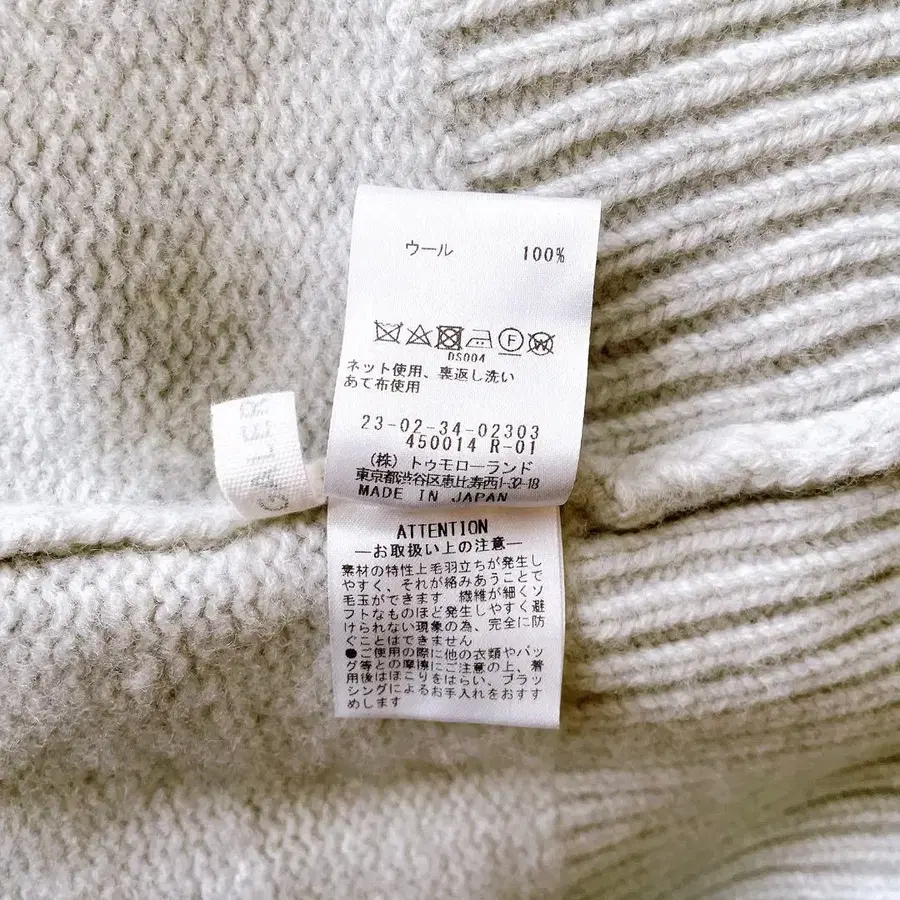 ウール 100%
F W
DS004
ネット使用、裏返し洗い
あて布使用
23-02-34-02303
450014 R-01
(株) トゥモローランド
東京都渋谷区恵比寿西1-32-18
MADE IN JAPAN
ATTENTION
―お取扱い上の注意―
素材の特性上毛羽立ちが発生し
やすく、それが絡みあうことで
毛玉ができます 繊維が細くソ
フトなものほど発生しやすく避
けられない現象の為、完全に防
ぐことはできません
●ご使用の際に他の衣類やバッ
グ等との摩擦にご注意の上、着
用後はほこりをはらい、ブラッ
シングによるお手入れをおすす
めします